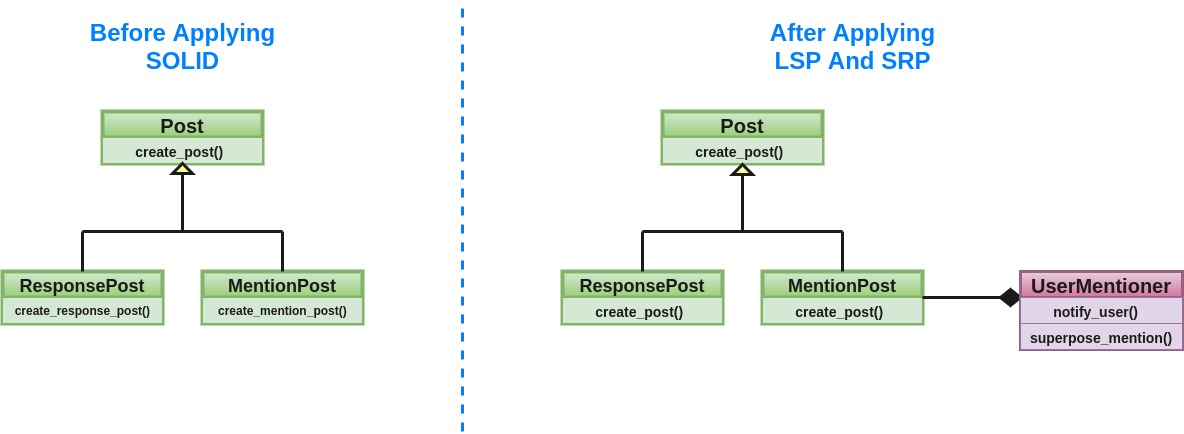 Before Applying
SOLID
Post
create_post()
ResponsePost
create_response_post()
MentionPost
create_mention_post()
After Applying
LSP And SRP
Post
create_post()
ResponsePost
create_post()
MentionPost
create_post()
UserMentioner
notify_user()
superpose_mention()